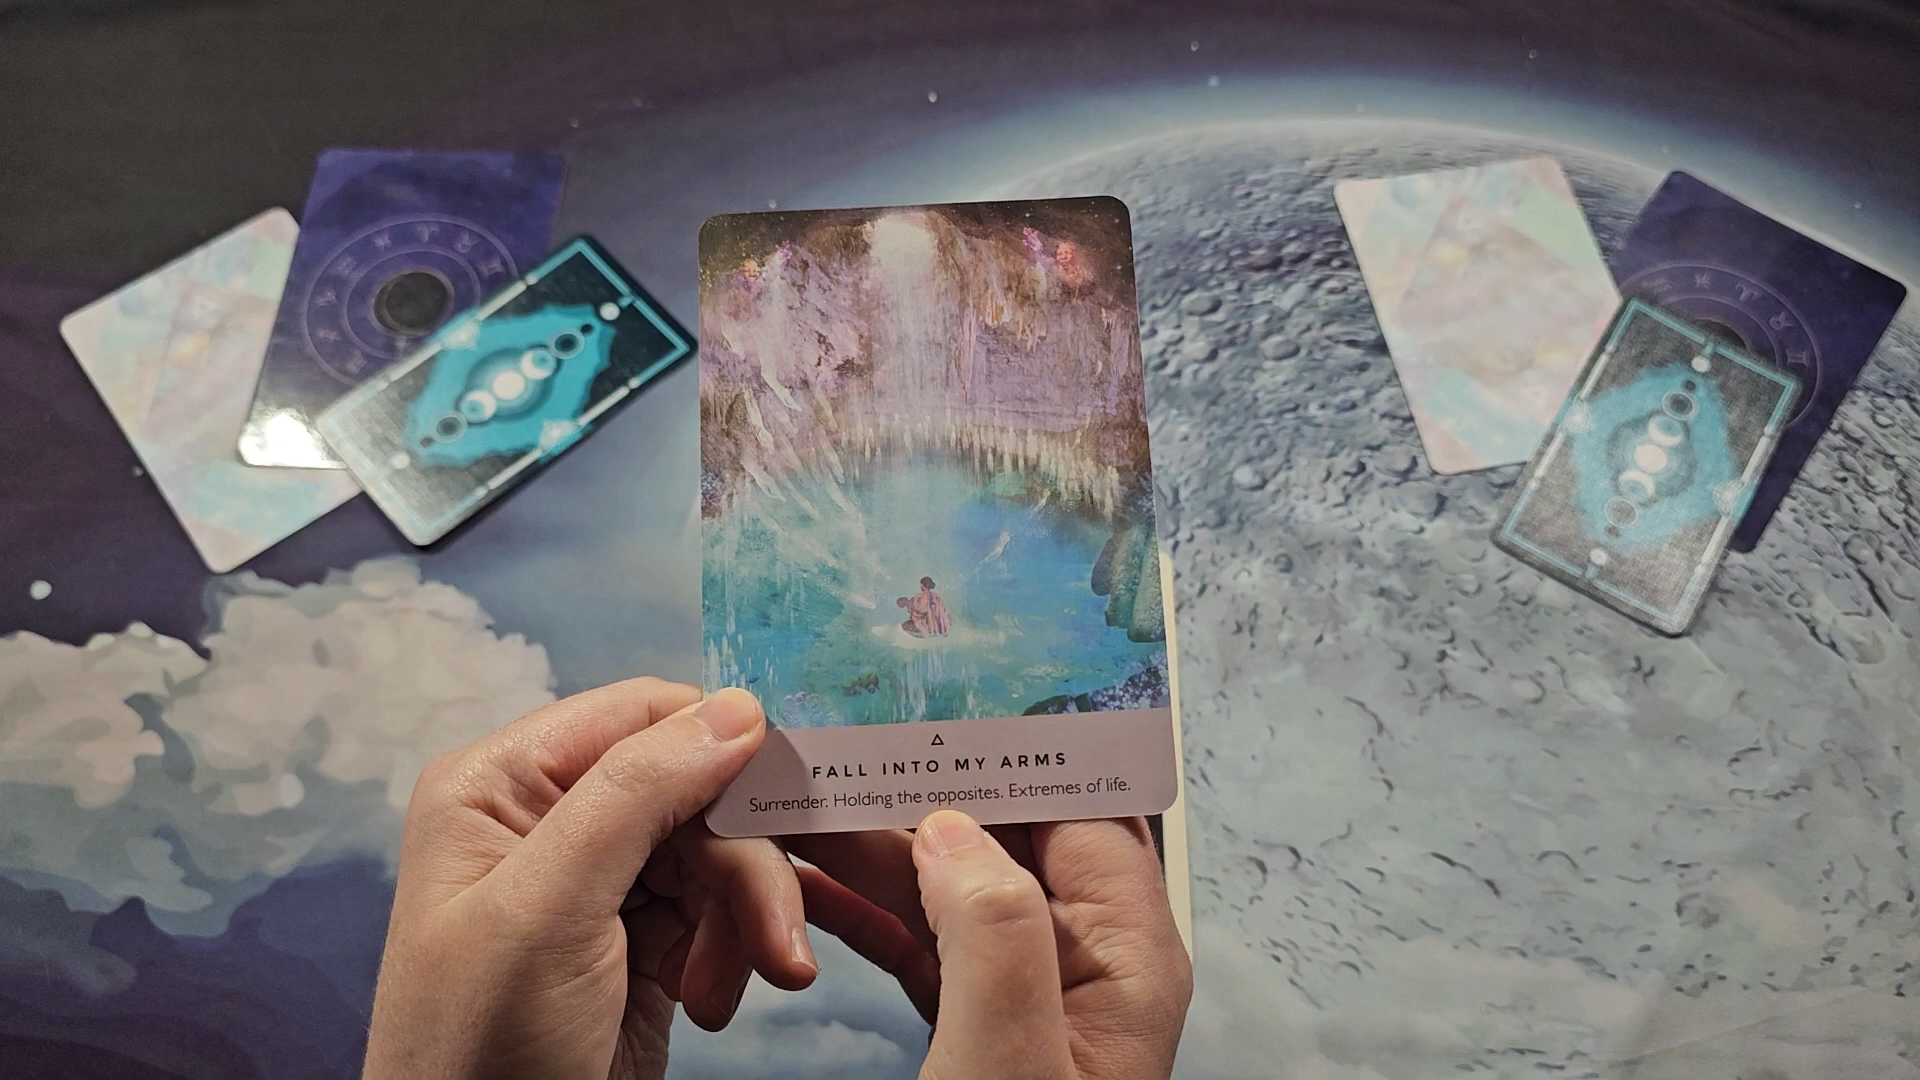 FALL INTO MY ARMS
Surrender. Holding the opposites. Extremes of life.